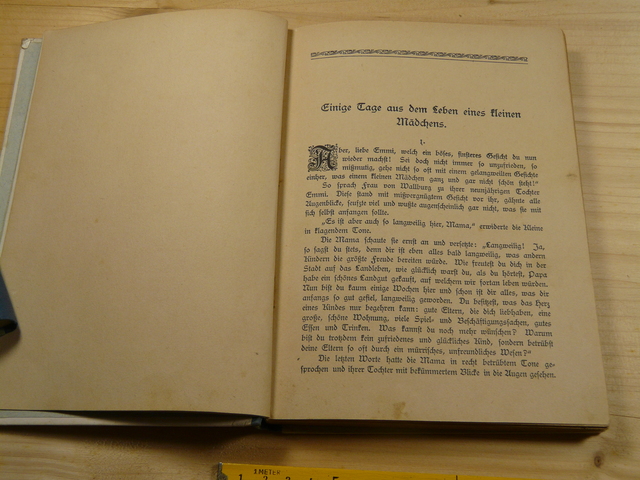 Einige Tage aus dem Leben eines kleinen
Mädchens.
1.
Aber, liebe Emmi, welch ein böses, finsteres Gesicht du nun
wieder machst! Sei doch nicht immer so unzufrieden, so
mißmutig, gehe nicht so oft mit einem gelangweilten Gesichte
einher, was einem kleinen Mädchen ganz und gar nicht schön steht!"
So sprach Frau von Wallburg zu ihrer neunjährigen Tochter
Emmi. Diese stand mit mißvergnügtem Gesicht vor ihr, gähnte alle
Augenblicke, seufzte viel und wußte augenscheinlich gar nicht, was sie mit
sich selbst anfangen sollte.
„Es ist aber auch so langweilig hier, Mama," erwiderte die Kleine
in klagendem Tone.
Die Mama schaute sie ernst an und versetzte: „Langweilig! Ja,
so sagst du stets, denn dir ist eben alles bald langweilig, was andern
Kindern die größte Freude bereiten würde. Wie freutest du dich in der
Stadt auf das Landleben, wie glücklich warst du, als du hörtest, Papa
habe ein schönes Landgut gekauft, auf welchem wir fortan leben würden.
Nun bist du kaum einige Wochen hier und schon ist dir alles, was dir
anfangs so gut gefiel, langweilig geworden. Du besitzest, was das Herz
eines Kindes nur begehren kann: gute Eltern, die dich liebhaben, eine
große, schöne Wohnung, viele Spiel- und Beschäftigungssachen, gutes
Essen und Trinken. Was kannst du noch mehr wünschen? Warum
bist du trotzdem kein zufriedenes und glückliches Kind, sondern betrübst
deine Eltern so oft durch ein mürrisches, unfreundliches Wesen?"
Die letzten Worte hatte die Mama in recht betrübtem Tone ge-
sprochen und ihrer Tochter mit bekümmertem Blicke in die Augen gesehen.
1METER
1 2 3 4 5